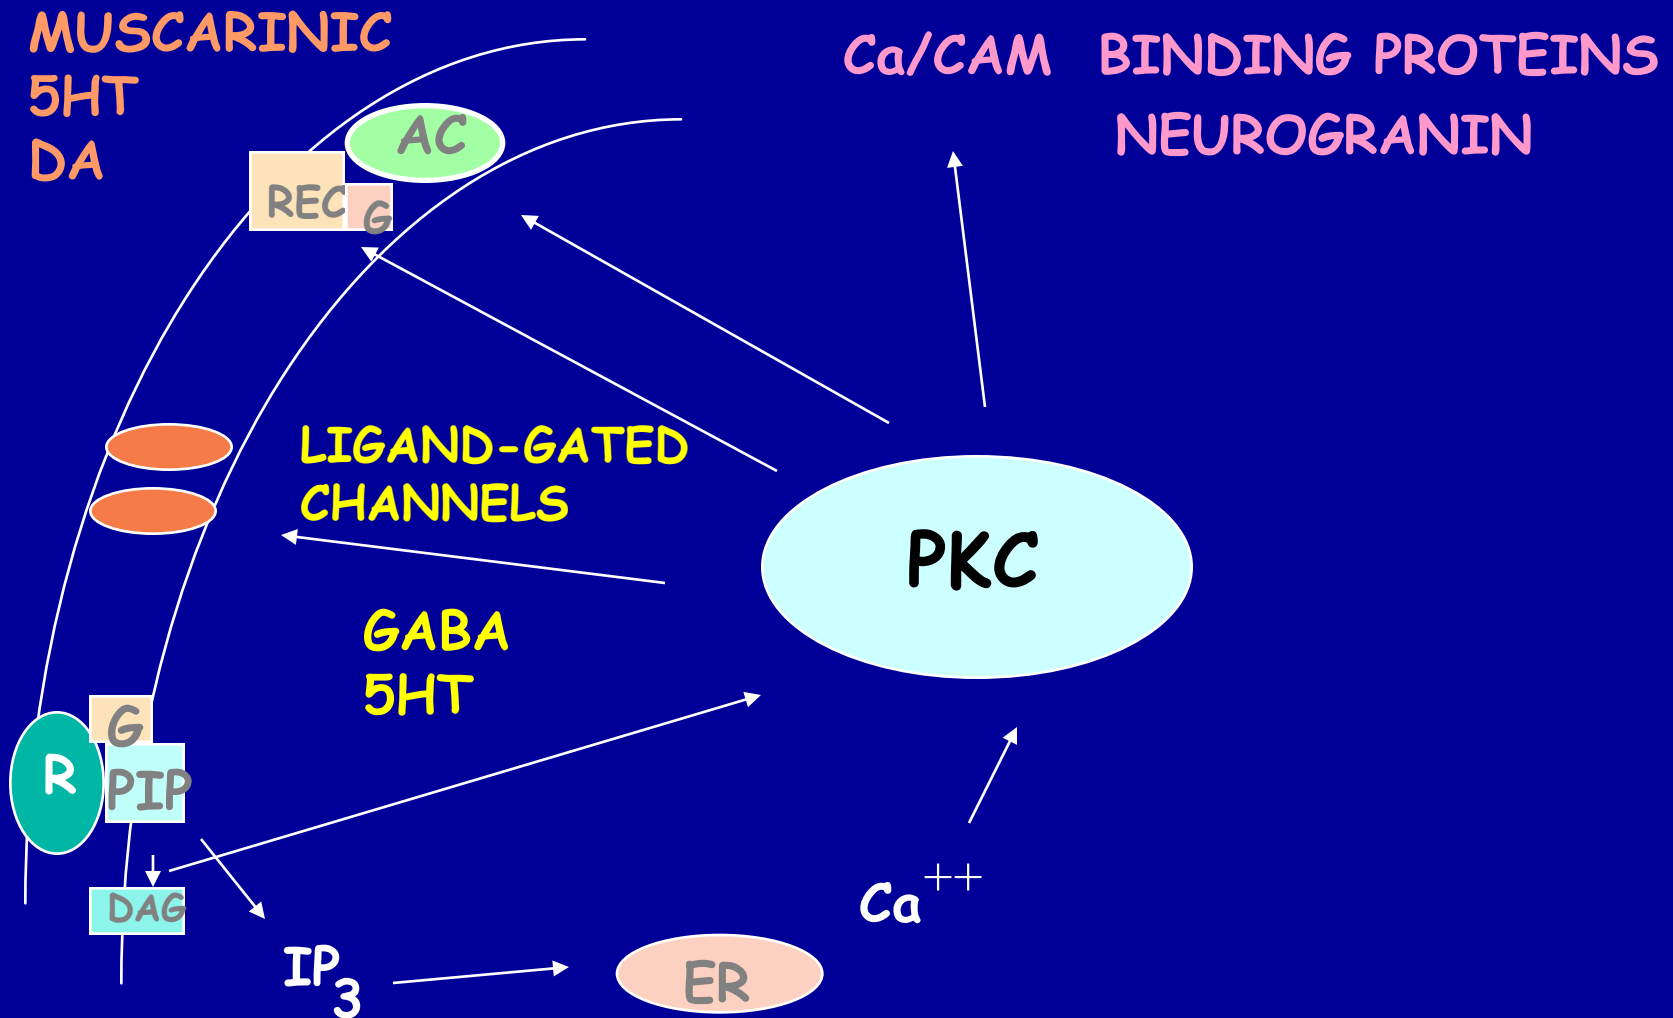 MUSCARINIC
5HT
DA
Ca/CAM BINDING PROTEINS
NEUROGRANIN
AC
REC
G
LIGAND-GATED
CHANNELS
PKC
GABA
5HT
G
R
PIP
DAG
Ca++
IP3
ER